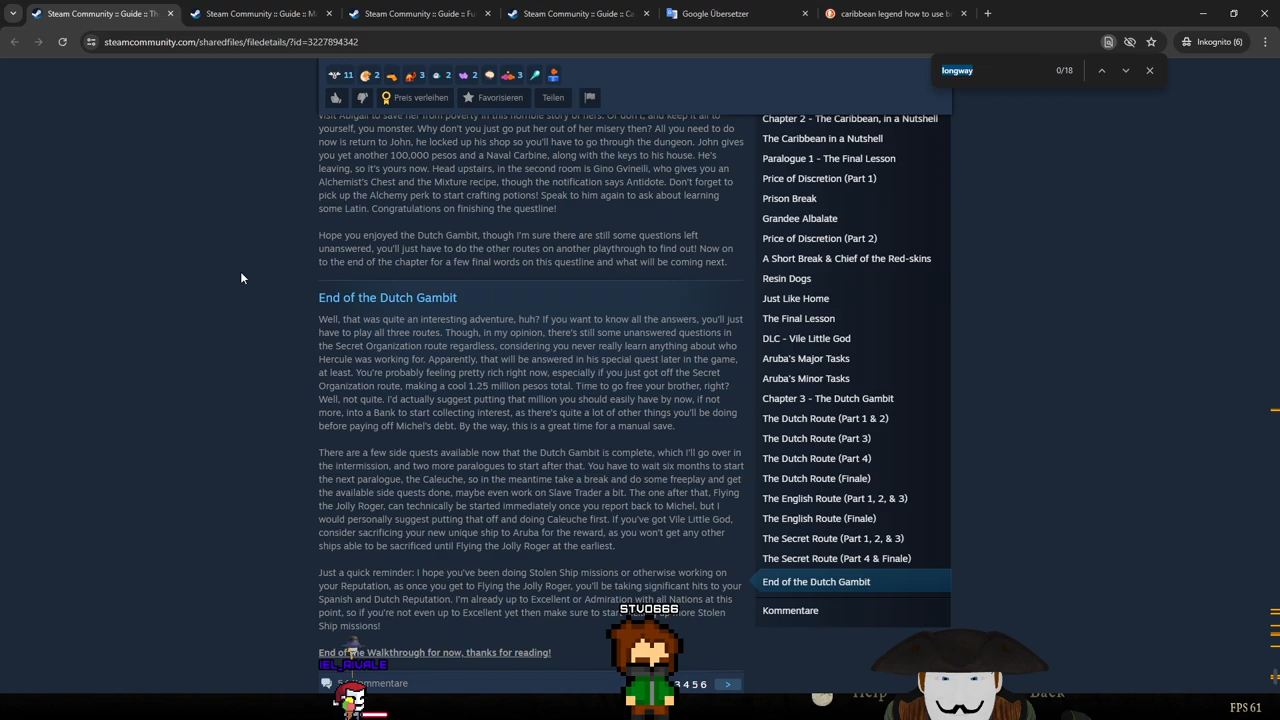 Steam Community :: Guide :: Th
Steam Community :: Guide :: M
Steam Community :: Guide :: Fu
Steam Community :: Guide :: Ca
Google Übersetzer
caribbean legend how to use b
steamcommunity.com/sharedfiles/filedetails/?id=3227894342
Inkognito (6)
longway
0/18
11
2
3
2
2
3
Preis verleihen
Favorisieren
Teilen
visit Abigail to save her from poverty in this horrible story of hers. Or don't, and keep it all to
yourself, you monster. Why don't you just go put her out of her misery then? All you need to do
now is return to John, he locked up his shop so you'll have to go through the dungeon. John gives
you yet another 100,000 pesos and a Naval Carbine, along with the keys to his house. He's
leaving, so it's yours now. Head upstairs, in the second room is Gino Gvineili, who gives you an
Alchemist's Chest and the Mixture recipe, though the notification says Antidote. Don't forget to
pick up the Alchemy perk to start crafting potions! Speak to him again to ask about learning
some Latin. Congratulations on finishing the questline!
Hope you enjoyed the Dutch Gambit, though I'm sure there are still some questions left
unanswered, you'll just have to do the other routes on another playthrough to find out! Now on
to the end of the chapter for a few final words on this questline and what will be coming next.
End of the Dutch Gambit
Well, that was quite an interesting adventure, huh? If you want to know all the answers, you'll just
have to play all three routes. Though, in my opinion, there's still some unanswered questions in
the Secret Organization route regardless, considering you never really learn anything about who
Hercule was working for. Apparently, that will be answered in his special quest later in the game,
at least. You're probably feeling pretty rich right now, especially if you just got off the Secret
Organization route, making a cool 1.25 million pesos total. Time to go free your brother, right?
Well, not quite. I'd actually suggest putting that million you should easily have by now, if not
more, into a Bank to start collecting interest, as there's quite a lot of other things you'll be doing
before paying off Michel's debt. By the way, this is a great time for a manual save.
There are a few side quests available now that the Dutch Gambit is complete, which I'll go over in
the intermission, and two more paralogues to start after that. You have to wait six months to start
the next paralogue, the Caleuche, so in the meantime take a break and do some freeplay and get
the available side quests done, maybe even work on Slave Trader a bit. The one after that, Flying
the Jolly Roger, can technically be started immediately once you report back to Michel, but I
would personally suggest putting that off and doing Caleuche first. If you've got Vile Little God,
consider sacrificing your new unique ship to Aruba for the reward, as you won't get any other
ships able to be sacrificed until Flying the Jolly Roger at the earliest.
Just a quick reminder: I hope you've been doing Stolen Ship missions or otherwise working on
your Reputation, as once you get to Flying the Jolly Roger, you'll be taking significant hits to your
Spanish and Dutch Reputation. I'm already up to Excellent or Admiration with all Nations at this
point, so if you're not even up to Excellent yet then make sure to star more Stolen
Ship missions!
End of the Walkthrough for now, thanks for reading!
mmentare
3 4 5 6
>
Chapter 2 - The Caribbean, in a Nutshell
The Caribbean in a Nutshell
Paralogue 1 - The Final Lesson
Price of Discretion (Part 1)
Prison Break
Grandee Albalate
Price of Discretion (Part 2)
A Short Break & Chief of the Red-skins
Resin Dogs
Just Like Home
The Final Lesson
DLC - Vile Little God
Aruba's Major Tasks
Aruba's Minor Tasks
Chapter 3 - The Dutch Gambit
The Dutch Route (Part 1 & 2)
The Dutch Route (Part 3)
The Dutch Route (Part 4)
The Dutch Route (Finale)
The English Route (Part 1, 2, & 3)
The English Route (Finale)
The Secret Route (Part 1, 2, & 3)
The Secret Route (Part 4 & Finale)
End of the Dutch Gambit
Kommentare
STVO666
IEL_RIVALE
Help
Back
FPS 61